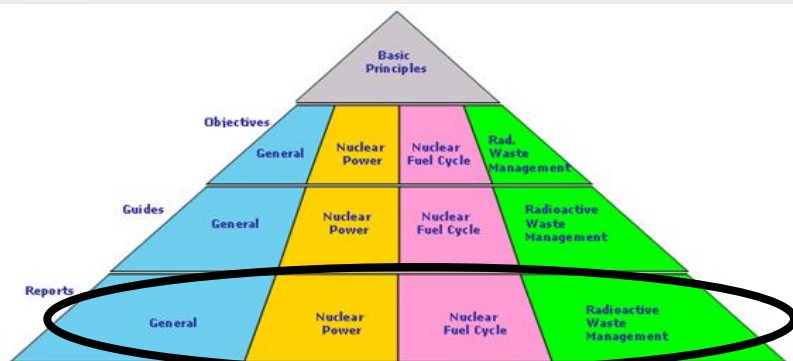 Basic
Principles
Objectives
General
Nuclear
Power
Nuclear
Fuel Cycle
Rad.
Waste
Management
Guides
General
Nuclear
Power
Nuclear
Fuel Cycle
Radioactive
Waste
Management
Reports
General
Nuclear
Power
Nuclear
Fuel Cycle
Radioactive
Waste
Management